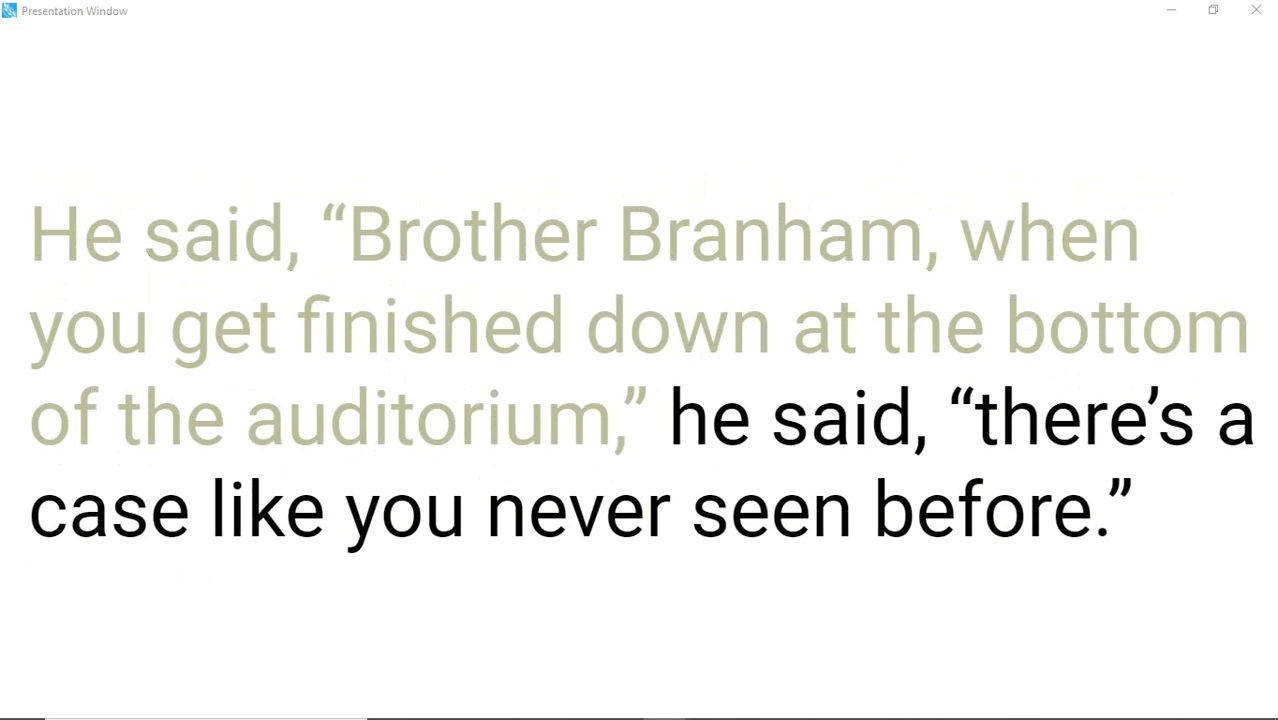 Presentation Window
He said, “Brother Branham, when
you get finished down at the bottom
of the auditorium,” he said, “there’s a
case like you never seen before.”